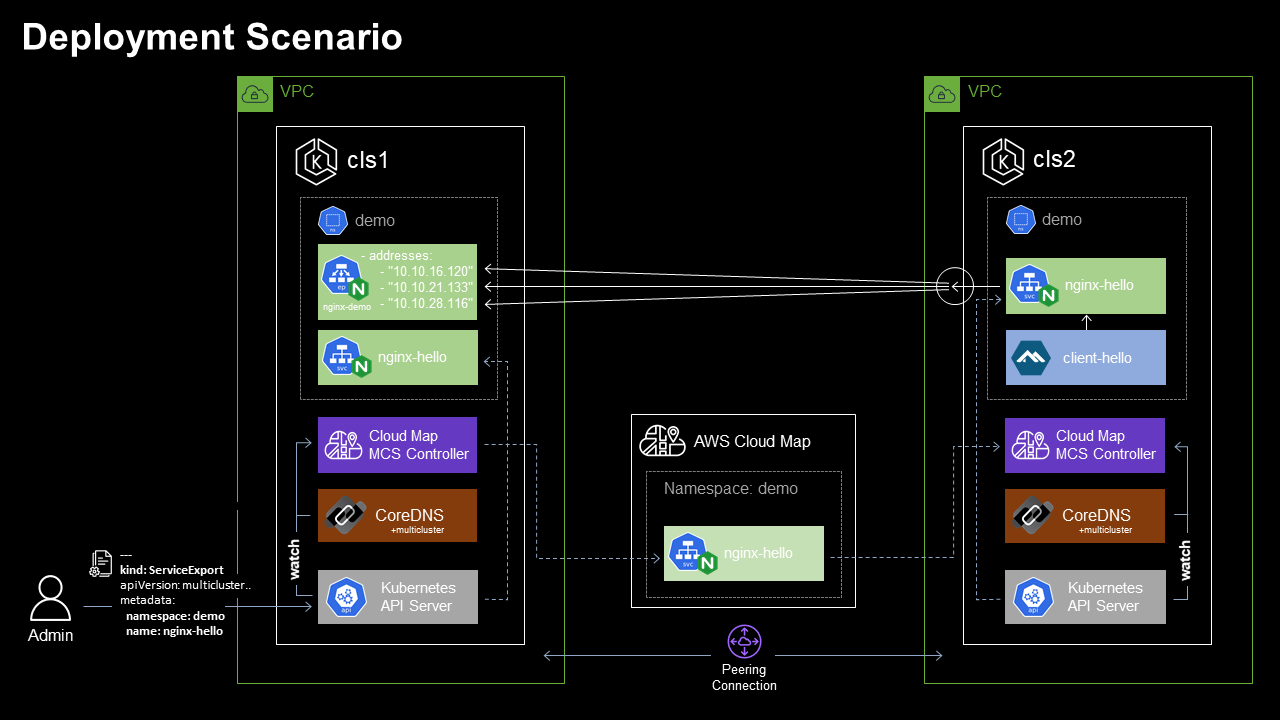 Deployment Scenario
VPC
cls1
demo
- addresses:
- "10.10.16.120"
- "10.10.21.133"
- "10.10.28.116"
ep
nginx-demo
svc
nginx-hello
Cloud Map
MCS Controller
CoreDNS
+multicluster
watch
api
Kubernetes
API Server
---
kind: ServiceExport
apiVersion: multicluster..
metadata:
namespace: demo
name: nginx-hello
Admin
AWS Cloud Map
Namespace: demo
svc
nginx-hello
Peering
Connection
VPC
cls2
ns
demo
svc
nginx-hello
client-hello
Cloud Map
MCS Controller
CoreDNS
+multicluster
watch
api
Kubernetes
API Server